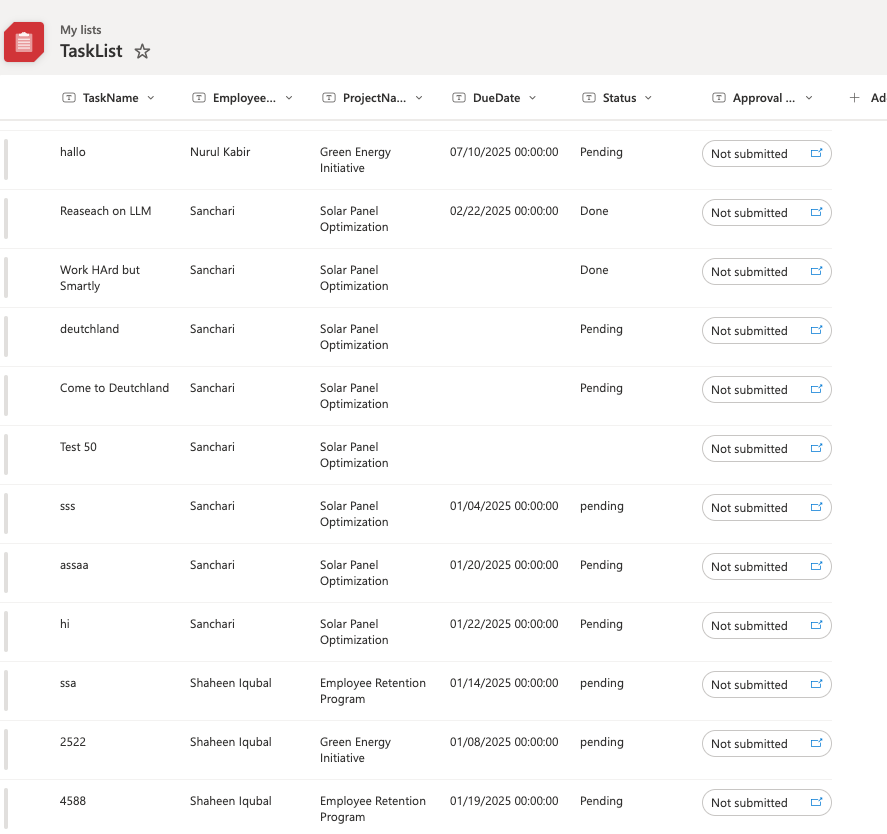 My lists
TaskList
TaskName Employee... ProjectNa... DueDate Status Approval ... Ad
hallo Nurul Kabir Green Energy 07/10/2025 00:00:00 Pending Not submitted
Initiative
Reaseach on LLM Sanchari Solar Panel 02/22/2025 00:00:00 Done Not submitted
Optimization
Work HArd but Sanchari Solar Panel Done Not submitted
Smartly Optimization
deutchland Sanchari Solar Panel Pending Not submitted
Optimization
Come to Deutchland Sanchari Solar Panel Pending Not submitted
Optimization
Test 50 Sanchari Solar Panel Not submitted
Optimization
sss Sanchari Solar Panel 01/04/2025 00:00:00 pending Not submitted
Optimization
assaa Sanchari Solar Panel 01/20/2025 00:00:00 Pending Not submitted
Optimization
hi Sanchari Solar Panel 01/22/2025 00:00:00 Pending Not submitted
Optimization
ssa Shaheen Iqubal Employee Retention 01/14/2025 00:00:00 pending Not submitted
Program
2522 Shaheen Iqubal Green Energy 01/08/2025 00:00:00 pending Not submitted
Initiative
4588 Shaheen Iqubal Employee Retention 01/19/2025 00:00:00 Pending Not submitted
Program